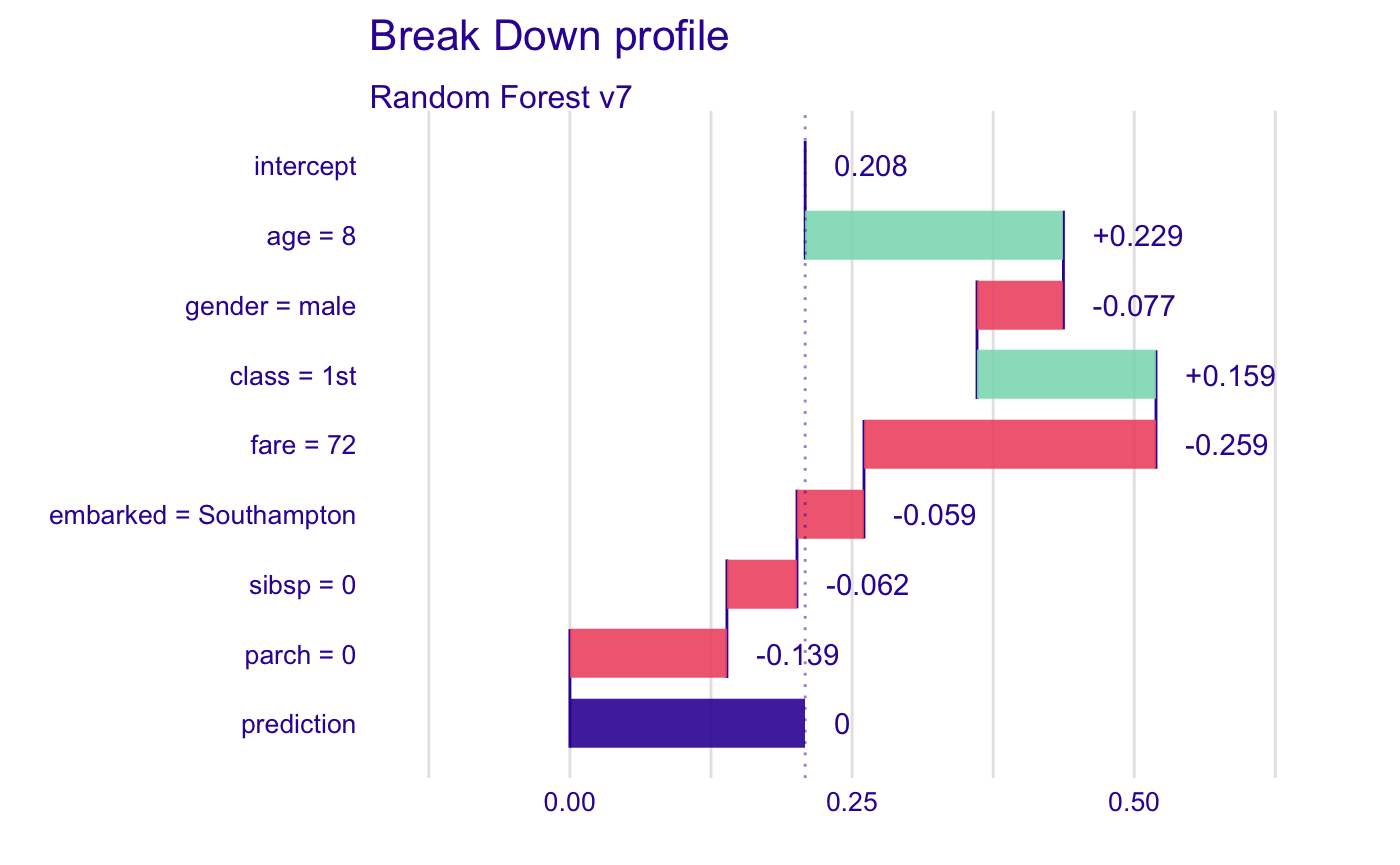 Break Down profile
Random Forest v7
intercept 0.208
age = 8 +0.229
gender = male -0.077
class = 1st +0.159
fare = 72 -0.259
embarked = Southampton -0.059
sibsp = 0 -0.062
parch = 0 -0.139
prediction 0
0.00 0.25 0.50